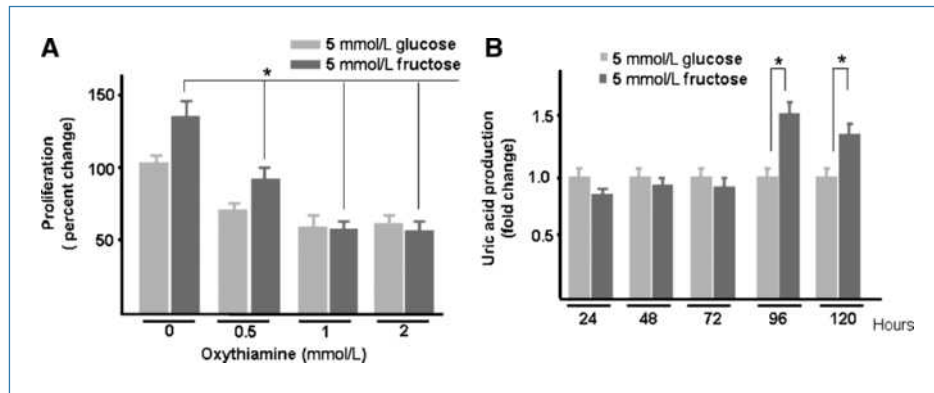 A
5 mmol/L glucose
5 mmol/L fructose
*
150
100
50
Proliferation
( percent change)
0
0.5
1
2
Oxythiamine (mmol/L)
B
5 mmol/L glucose
5 mmol/L fructose
*
*
1.5
1.0
0.5
Uric acid production
(fold change)
24
48
72
96
120
Hours